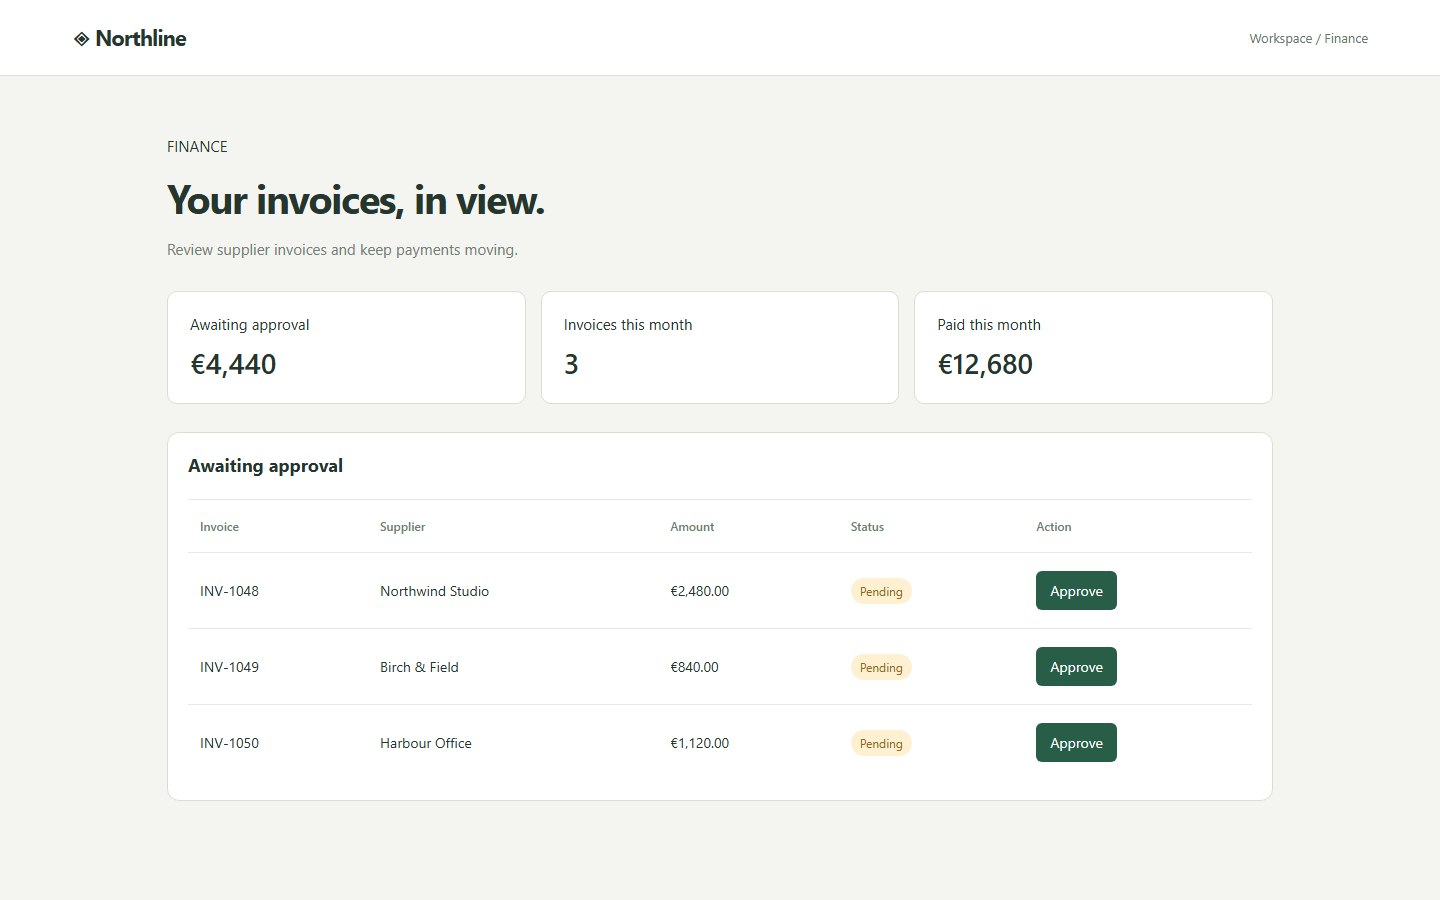 Northline
Workspace / Finance
FINANCE
Your invoices, in view.
Review supplier invoices and keep payments moving.
Awaiting approval
€4,440
Invoices this month
3
Paid this month
€12,680
Awaiting approval
Invoice Supplier Amount Status Action
INV-1048 Northwind Studio €2,480.00 Pending Approve
INV-1049 Birch & Field €840.00 Pending Approve
INV-1050 Harbour Office €1,120.00 Pending Approve